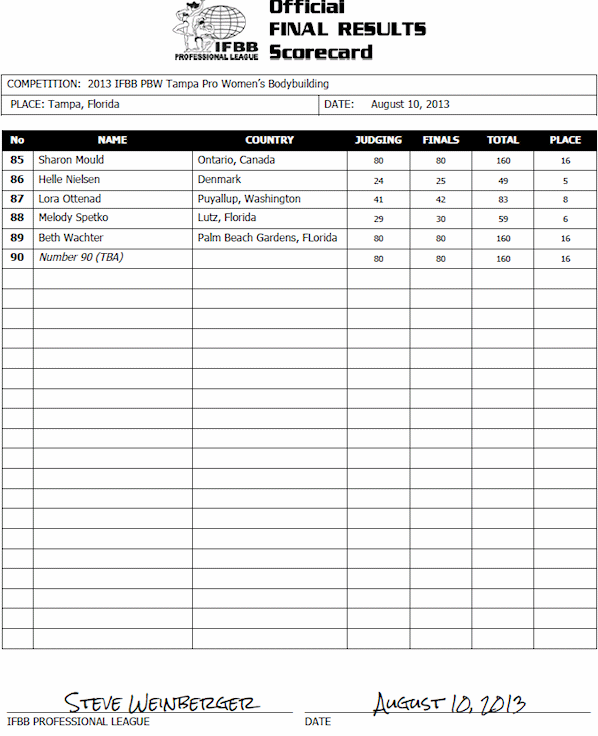 Official
FINAL RESULTS
Scorecard
IFBB
PROFESSIONAL LEAGUE
COMPETITION: 2013 IFBB PBW Tampa Pro Women's Bodybuilding
PLACE: Tampa, Florida DATE: August 10, 2013
No NAME COUNTRY JUDGING FINALS TOTAL PLACE
85 Sharon Mould Ontario, Canada 80 80 160 16
86 Helle Nielsen Denmark 24 25 49 5
87 Lora Ottenad Puyallup, Washington 41 42 83 8
88 Melody Spetko Lutz, Florida 29 30 59 6
89 Beth Wachter Palm Beach Gardens, FLorida 80 80 160 16
90 Number 90 (TBA) 80 80 160 16
STEVE WEINBERGER AUGUST 10, 2013
IFBB PROFESSIONAL LEAGUE DATE